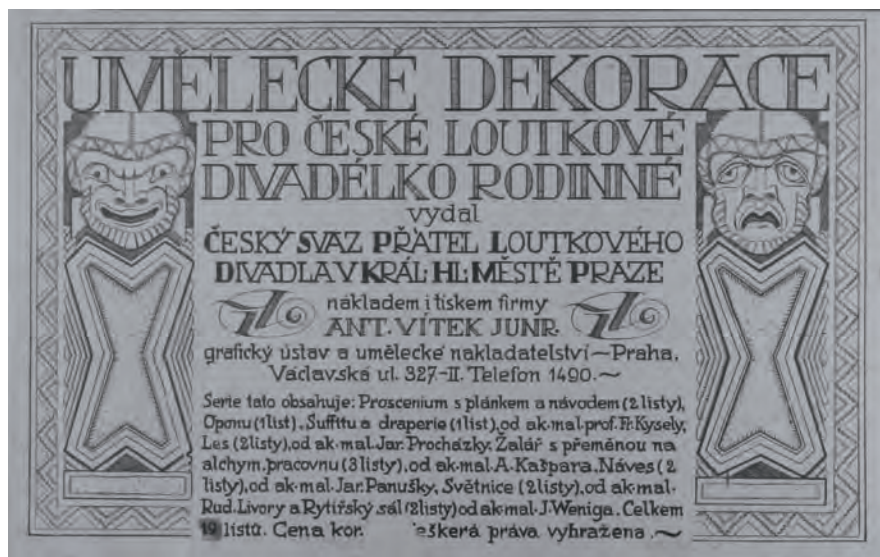 UMĚLECKÉ DEKORACE
PRO ČESKÉ LOUTKOVÉ
DIVADÉLKO RODINNÉ
vydal
ČESKÝ SVAZ PŘÁTEL LOUTKOVÉHO
DIVADLA V KRÁL: HL: MĚSTĚ PRAZE
nákladem i tiskem firmy
ANT. VÍTEK JUNR.
grafický ústav a umělecké nakladatelství—Praha,
Václavská ul. 327-II. Telefon 1490.~
Serie tato obsahuje: Proscenium s plánkem a návodem (2 listy),
Oponu (1 list), Suffitu a draperie (1 list), od ak. mal. prof. Fr. Kysely,
Les (2 listy), od ak. mal. Jar. Procházky. Žalář s přeměnou na
alchym. pracovnu (3 listy), od ak. mal. A. Kašpara. Náves (2
listy), od ak. mal. Jar. Panušky, Světnice (2 listy), od ak. mal.
Rud. Livory a Rytířský sál (2 listy) od ak. mal. J. Weniga. Celkem
19 listů. Cena kor. eškerá práva vyhražena.~